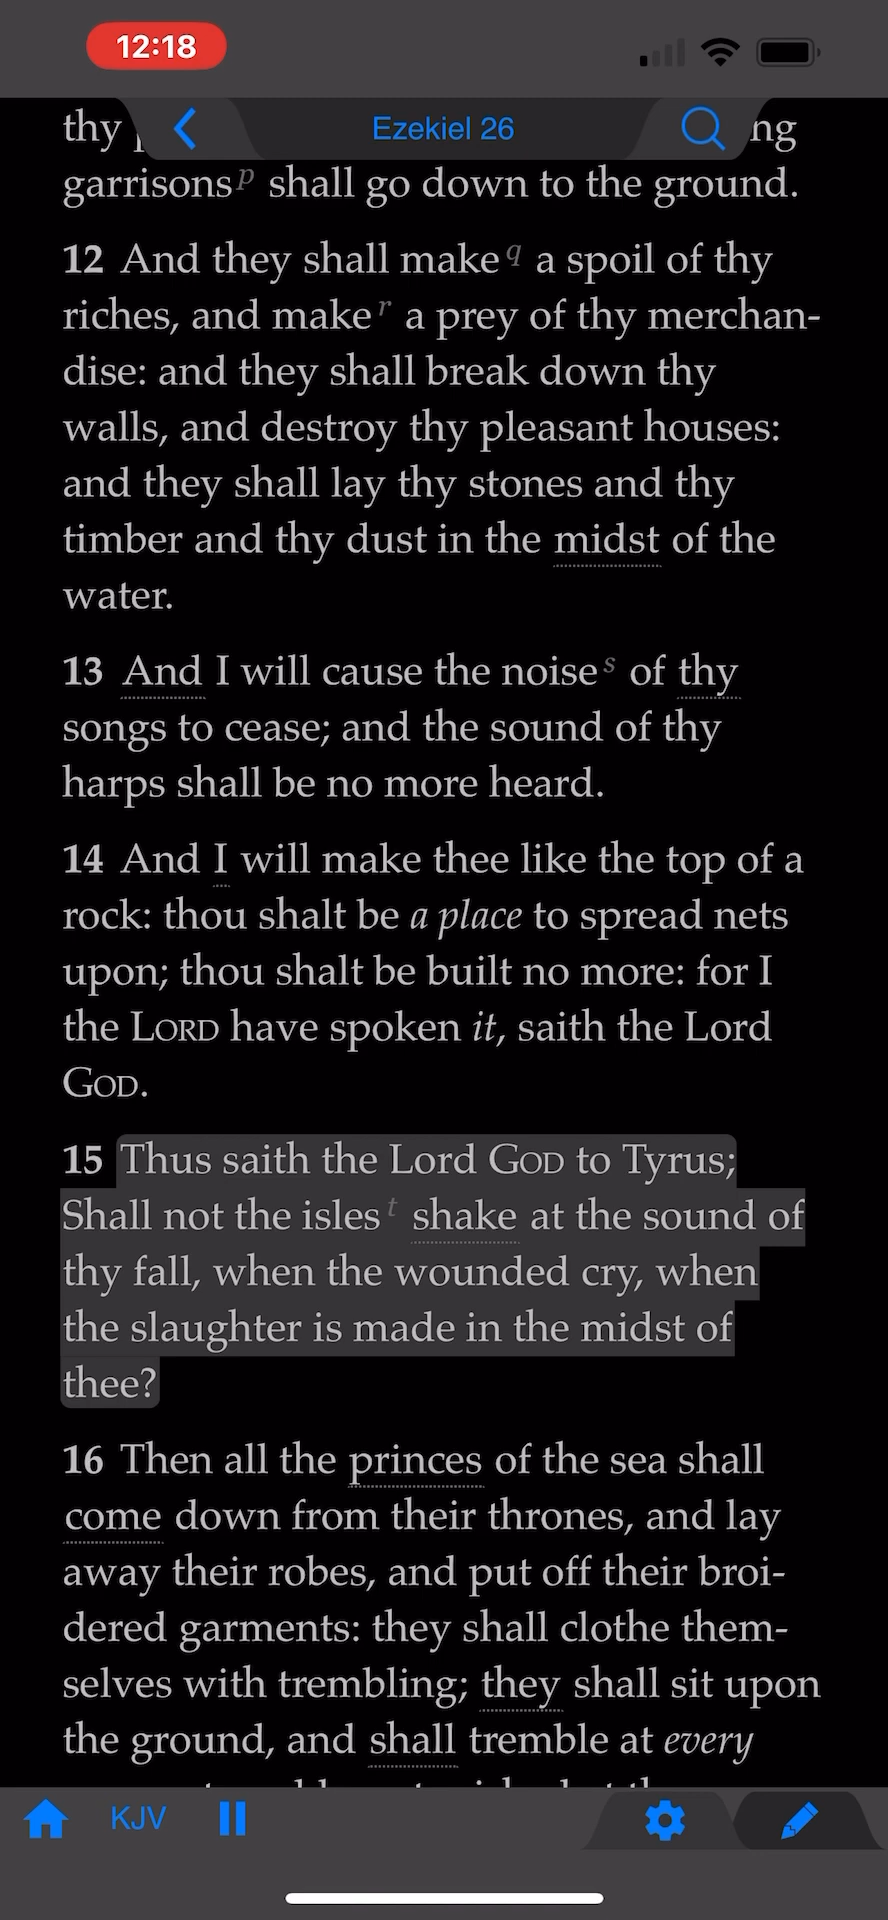 12:18
Ezekiel 26
thy ng
garrisons p shall go down to the ground.
12 And they shall make q a spoil of thy
riches, and make r a prey of thy merchan-
dise: and they shall break down thy
walls, and destroy thy pleasant houses:
and they shall lay thy stones and thy
timber and thy dust in the midst of the
water.
13 And I will cause the noise s of thy
songs to cease; and the sound of thy
harps shall be no more heard.
14 And I will make thee like the top of a
rock: thou shalt be a place to spread nets
upon; thou shalt be built no more: for I
the LORD have spoken it, saith the Lord
GOD.
15 Thus saith the Lord GOD to Tyrus;
Shall not the isles t shake at the sound of
thy fall, when the wounded cry, when
the slaughter is made in the midst of
thee?
16 Then all the princes of the sea shall
come down from their thrones, and lay
away their robes, and put off their broi-
dered garments: they shall clothe them-
selves with trembling; they shall sit upon
the ground, and shall tremble at every
KJV